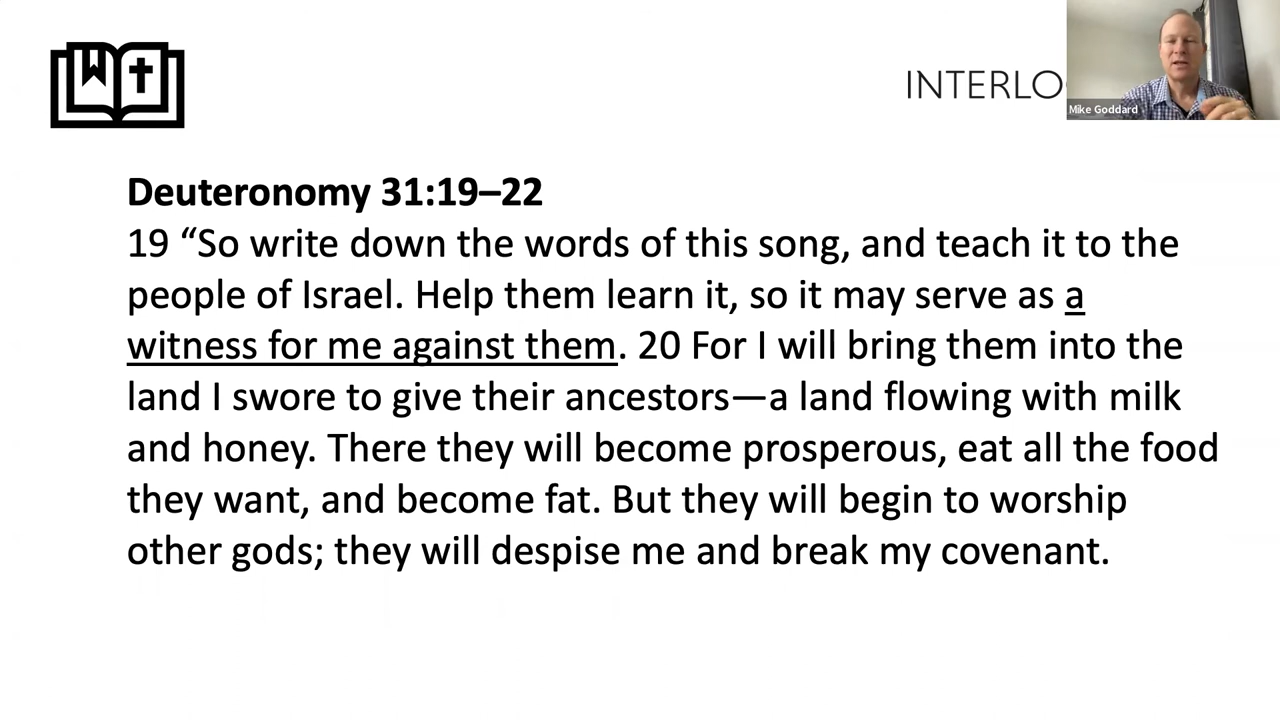 INTERLO
Mike Goddard
Deuteronomy 31:19–22
19 “So write down the words of this song, and teach it to the
people of Israel. Help them learn it, so it may serve as a
witness for me against them. 20 For I will bring them into the
land I swore to give their ancestors—a land flowing with milk
and honey. There they will become prosperous, eat all the food
they want, and become fat. But they will begin to worship
other gods; they will despise me and break my covenant.